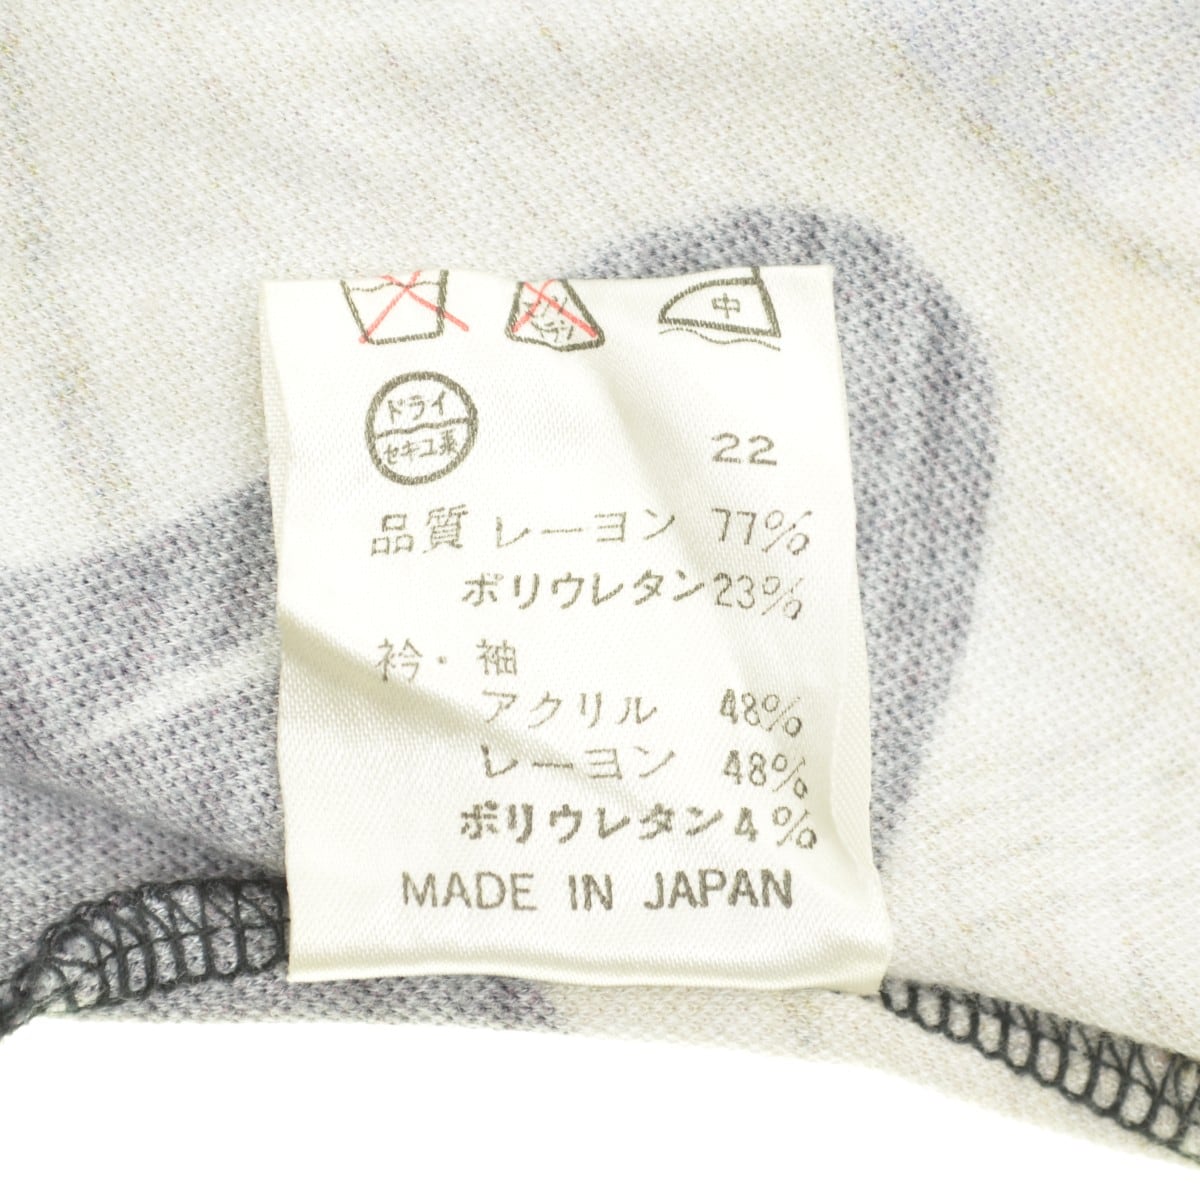 中
ドライ
セキユ系
22
品質 レーヨン 77%
ポリウレタン 23%
衿・袖
アクリル 48%
レーヨン 48%
ポリウレタン 4%
MADE IN JAPAN